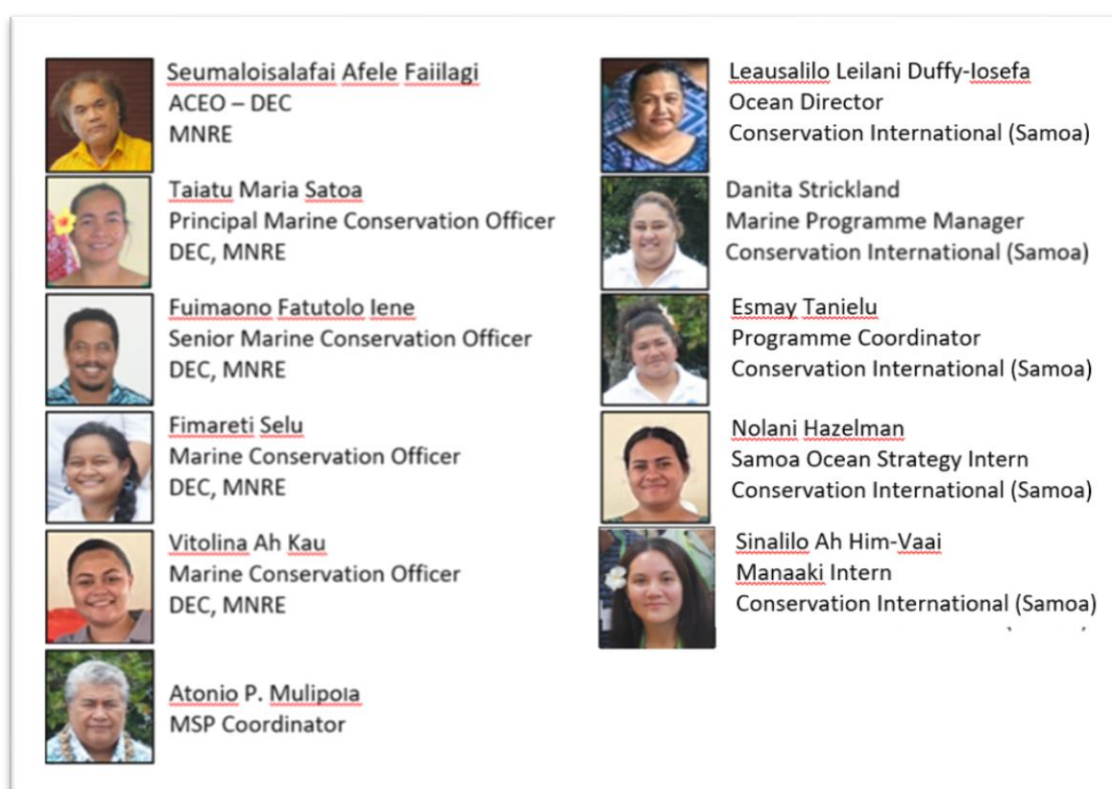 Seumaloisalafai Afele Faiilagi
ACEO – DEC
MNRE
Taiatu Maria Satoa
Principal Marine Conservation Officer
DEC, MNRE
Fuimaono Fatutolo Iene
Senior Marine Conservation Officer
DEC, MNRE
Fimareti Selu
Marine Conservation Officer
DEC, MNRE
Vitolina Ah Kau
Marine Conservation Officer
DEC, MNRE
Atonio P. Mulipola
MSP Coordinator
Leausalilo Leilani Duffy-Iosefa
Ocean Director
Conservation International (Samoa)
Danita Strickland
Marine Programme Manager
Conservation International (Samoa)
Esmay Tanielu
Programme Coordinator
Conservation International (Samoa)
Nolani Hazelman
Samoa Ocean Strategy Intern
Conservation International (Samoa)
Sinalilo Ah Him-Vaai
Manaaki Intern
Conservation International (Samoa)